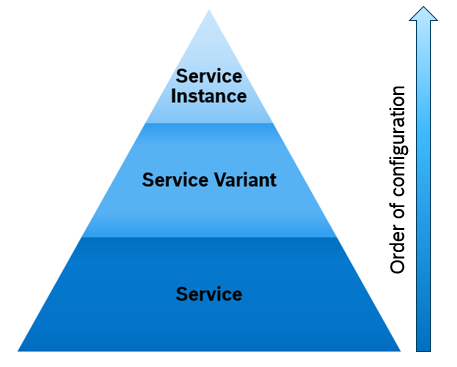 Service
Instance
Service Variant
Service
Order of configuration